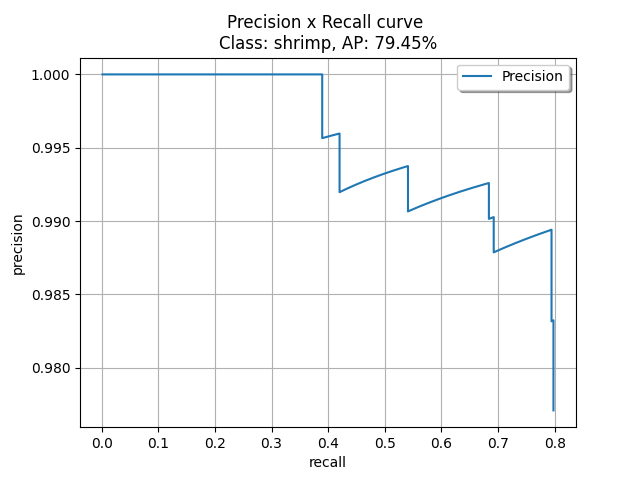 Precision x Recall curve
Class: shrimp, AP: 79.45%
Precision
1.000
0.995
0.990
0.985
0.980
precision
0.0 0.1 0.2 0.3 0.4 0.5 0.6 0.7 0.8
recall